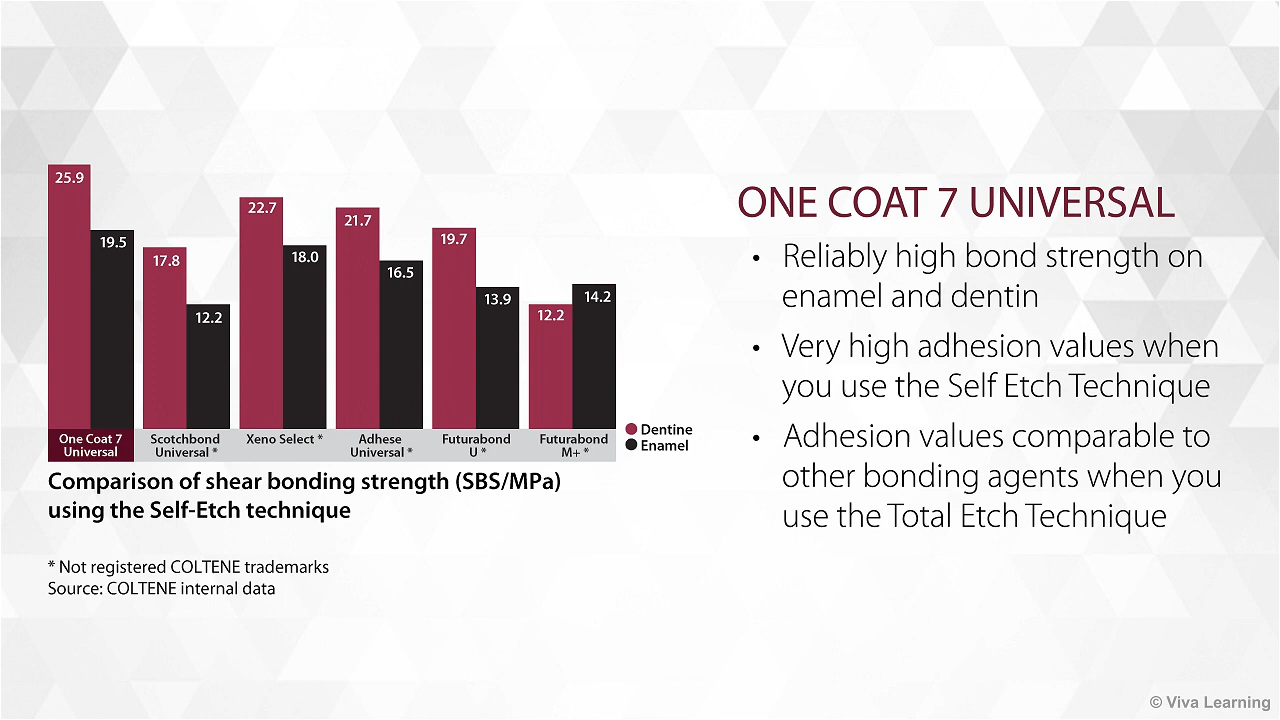 25.9
19.5
17.8
12.2
22.7
18.0
21.7
16.5
19.7
13.9
12.2
14.2
One Coat 7
Universal
Scotchbond
Universal *
Xeno Select *
Adhese
Universal *
Futurabond
U *
Futurabond
M+ *
Dentine
Enamel
Comparison of shear bonding strength (SBS/MPa)
using the Self-Etch technique
* Not registered COLTENE trademarks
Source: COLTENE internal data
ONE COAT 7 UNIVERSAL
• Reliably high bond strength on
enamel and dentin
• Very high adhesion values when
you use the Self Etch Technique
• Adhesion values comparable to
other bonding agents when you
use the Total Etch Technique
© Viva Learning